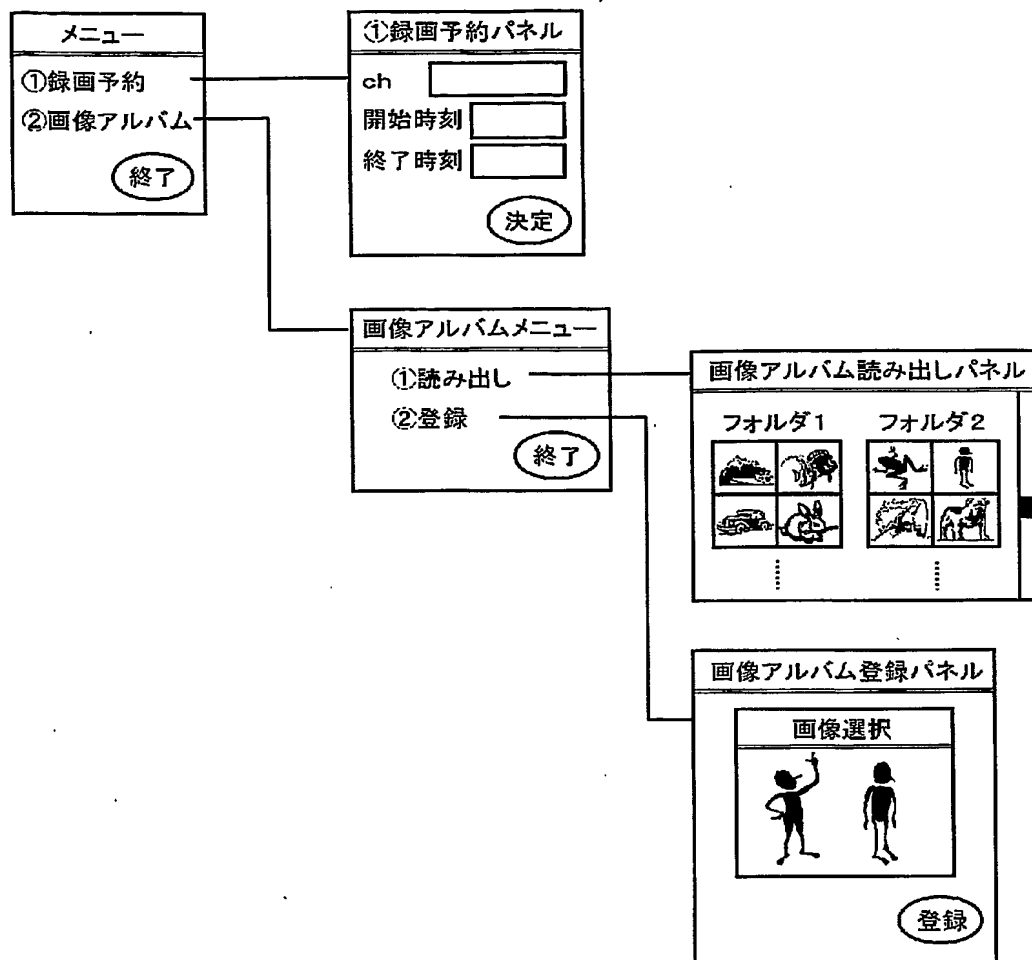 メニュー
①録画予約
②画像アルバム
終了
①録画予約パネル
ch
開始時刻
終了時刻
決定
画像アルバムメニュー
①読み出し
②登録
終了
画像アルバム読み出しパネル
フォルダ1 フォルダ2
画像アルバム登録パネル
画像選択
登録